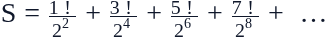 S = 1 ! / 2^2 + 3 ! / 2^4 + 5 ! / 2^6 + 7 ! / 2^8 + …